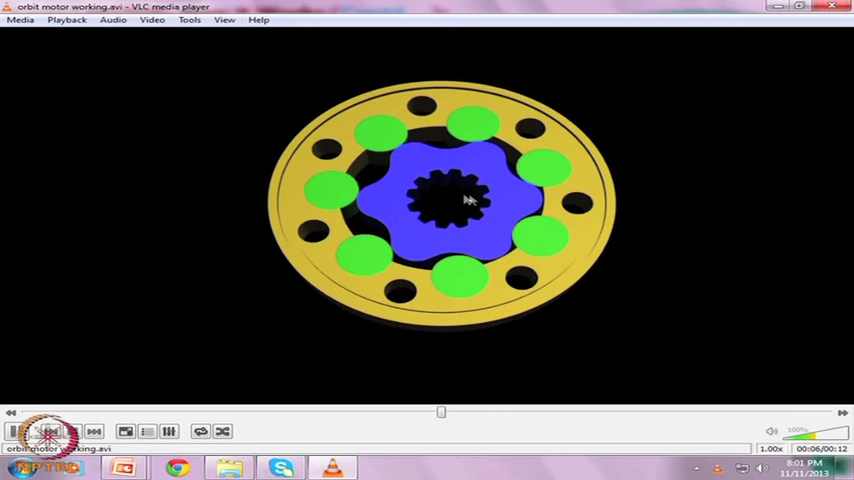 orbit motor working.avi - VLC media player
Media Playback Audio Video Tools View Help
100%
orbit motor working.avi 1.00x 00:06/00:12
NPTEL
8:01 PM
11/11/2013